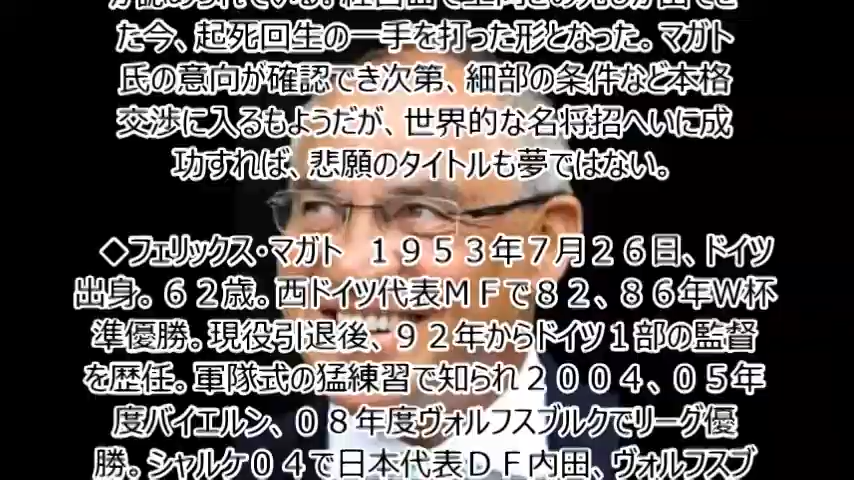 た今、起死回生の一手を打った形となった。マガト
氏の意向が確認でき次第、細部の条件など本格
交渉に入るもようだが、世界的な名将招へいに成
功すれば、悲願のタイトルも夢ではない。
◇フェリックス・マガト １９５３年７月２６日、ドイツ
出身。６２歳。西ドイツ代表ＭＦで８２、８６年Ｗ杯
準優勝。現役引退後、９２年からドイツ１部の監督
を歴任。軍隊式の猛練習で知られ２００４、０５年
度バイエルン、０８年度ヴォルフスブルクでリーグ優
勝。シャルケ０４で日本代表ＤＦ内田、ヴォルフスブ